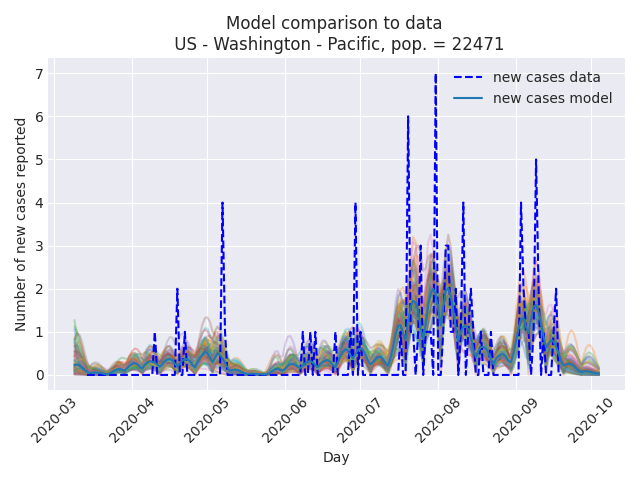 Model comparison to data
US - Washington - Pacific, pop. = 22471
new cases data
new cases model
Number of new cases reported
7
6
5
4
3
2
1
0
2020-03
2020-04
2020-05
2020-06
2020-07
2020-08
2020-09
2020-10
Day